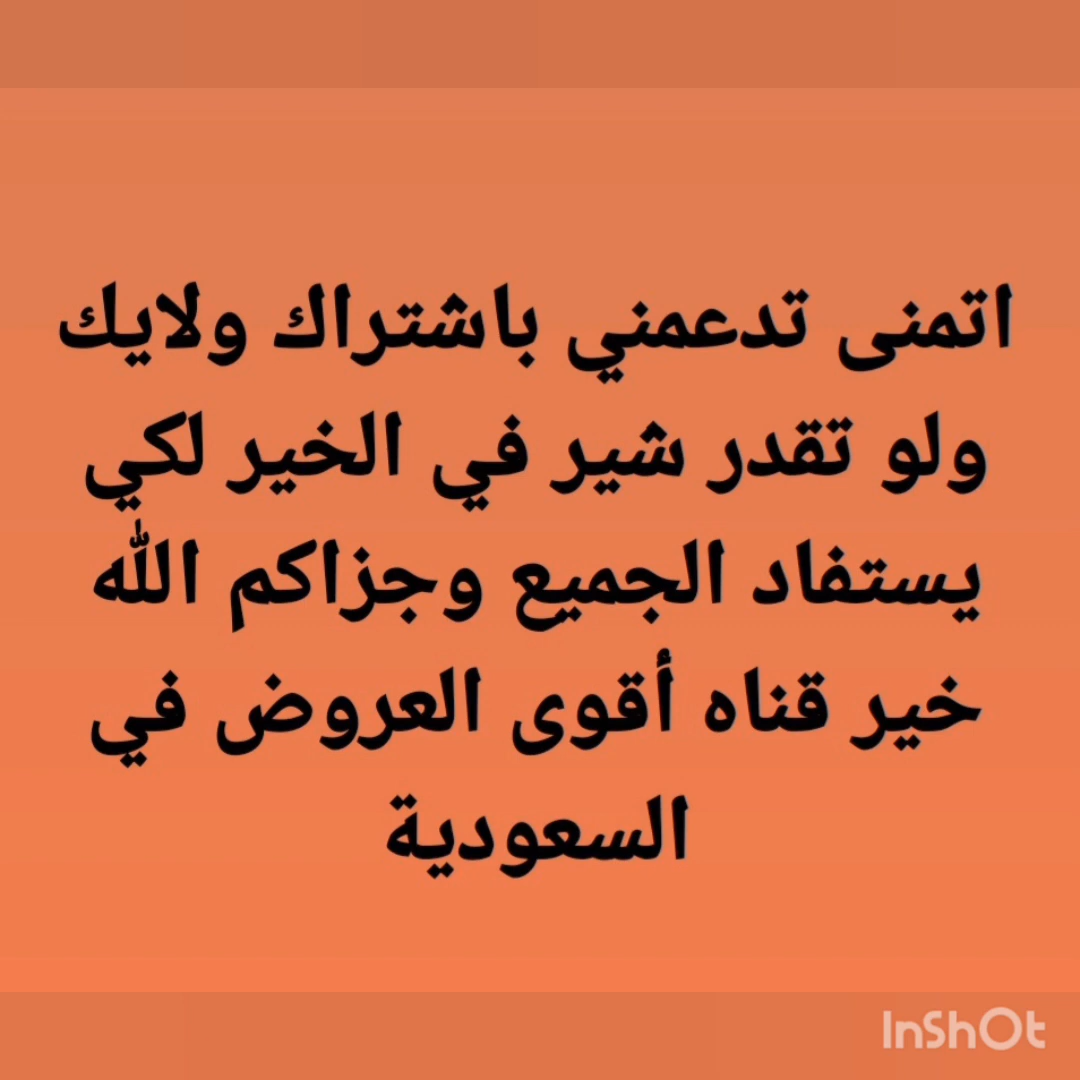 اتمنى تدعمني باشتراك ولايك
ولو تقدر شير في الخير لكي
يستفاد الجميع وجزاكم الله
خير قناه أقوى العروض في
السعودية
InShOt